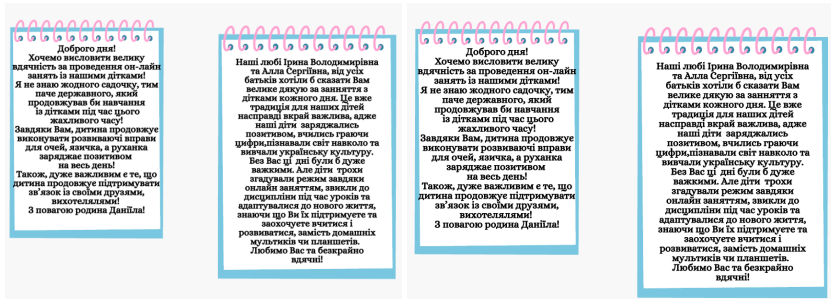 Доброго дня!
Хочемо висловити велику
вдячність за проведення он-лайн
занять із нашими дітками!
Я не знаю жодного садочку, тим
паче державного, який
продовжував би навчання
із дітками під час цього
жахливого часу!
Завдяки Вам, дитина продовжує
виконувати розвиваючі вправи
для очей, язичка, а руханка
заряджає позитивом
на весь день!
Також, дуже важливим є те, що
дитина продовжує підтримувати
зв'язок із своїми друзями,
вихотелялями!
З повагою родина Даніїла!
Наші любі Ірина Володимирівна
та Алла Сергіївна, від усіх
батьків хотіли б сказати Вам
велике дякую за занняття з
дітками кожного дня. Це вже
традиція для наших дітей
насправді вкрай важлива, адже
наші діти заряджались
позитивом, вчились граючи
цифри,пізнавали світ навколо та
вивчали українську культуру.
Без Вас ці дні були б дуже
важкими. Але діти трохи
згадували режим завдяки
онлайн заняттям, звикли до
дисципліни під час уроків та
адаптувалися до нового життя,
знаючи що Ви їх підтримуєте та
заохочуєте вчитися і
розвиватися, замість домашніх
мультиків чи планшетів.
Любимо Вас та безкрайно
вдячні!
Доброго дня!
Хочемо висловити велику
вдячність за проведення он-лайн
занять із нашими дітками!
Я не знаю жодного садочку, тим
паче державного, який
продовжував би навчання
із дітками під час цього
жахливого часу!
Завдяки Вам, дитина продовжує
виконувати розвиваючі вправи
для очей, язичка, а руханка
заряджає позитивом
на весь день!
Також, дуже важливим є те, що
дитина продовжує підтримувати
зв'язок із своїми друзями,
вихотелялями!
З повагою родина Даніїла!
Наші любі Ірина Володимирівна
та Алла Сергіївна, від усіх
батьків хотіли б сказати Вам
велике дякую за занняття з
дітками кожного дня. Це вже
традиція для наших дітей
насправді вкрай важлива, адже
наші діти заряджались
позитивом, вчились граючи
цифри,пізнавали світ навколо та
вивчали українську культуру.
Без Вас ці дні були б дуже
важкими. Але діти трохи
згадували режим завдяки
онлайн заняттям, звикли до
дисципліни під час уроків та
адаптувалися до нового життя,
знаючи що Ви їх підтримуєте та
заохочуєте вчитися і
розвиватися, замість домашніх
мультиків чи планшетів.
Любимо Вас та безкрайно
вдячні!